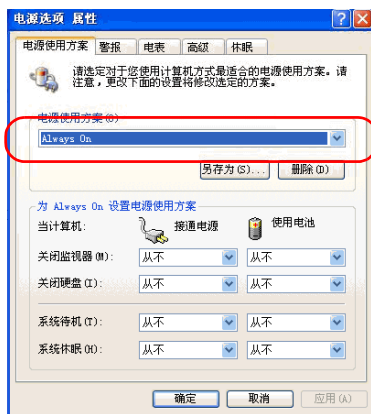 电源选项 属性
电源使用方案 警报 电表 高级 休眠
请选定对于您使用计算机方式最适合的电源使用方案。请
注意，更改下面的设置将修改选定的方案。
电源使用方案(O)
Always On
另存为(S)... 删除(D)
为 Always On 设置电源使用方案
当计算机: 接通电源 使用电池
关闭监视器(M): 从不 从不
关闭硬盘(I): 从不 从不
系统待机(T): 从不 从不
系统休眠(H): 从不 从不
确定 取消 应用(A)